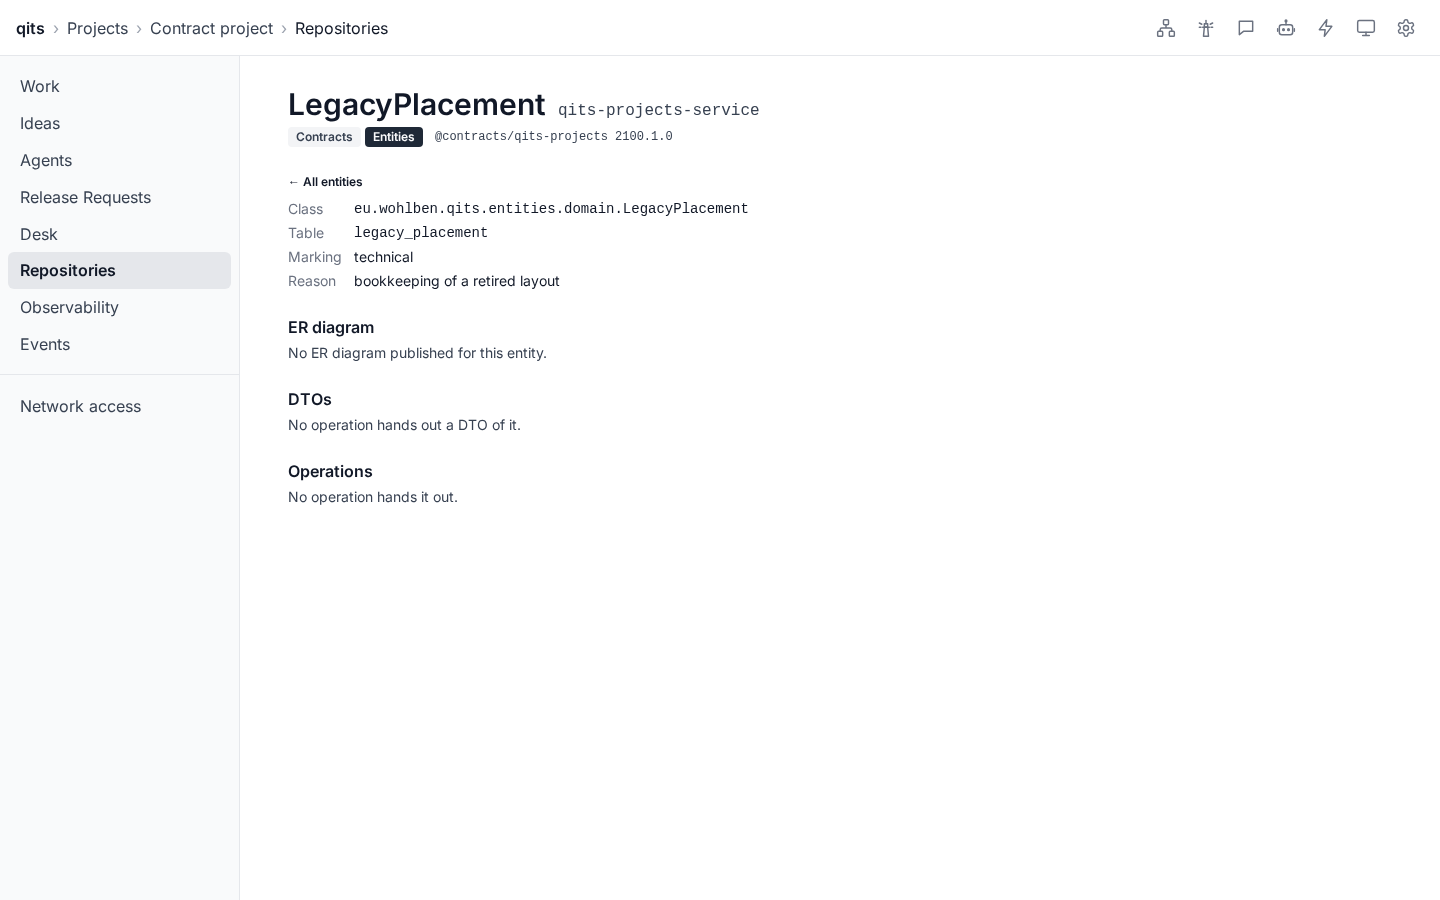 qits › Projects › Contract project › Repositories
Work
Ideas
Agents
Release Requests
Desk
Repositories
Observability
Events
Network access
LegacyPlacement qits-projects-service
Contracts Entities @contracts/qits-projects 2100.1.0
← All entities
Class eu.wohlben.qits.entities.domain.LegacyPlacement
Table legacy_placement
Marking technical
Reason bookkeeping of a retired layout
ER diagram
No ER diagram published for this entity.
DTOs
No operation hands out a DTO of it.
Operations
No operation hands it out.